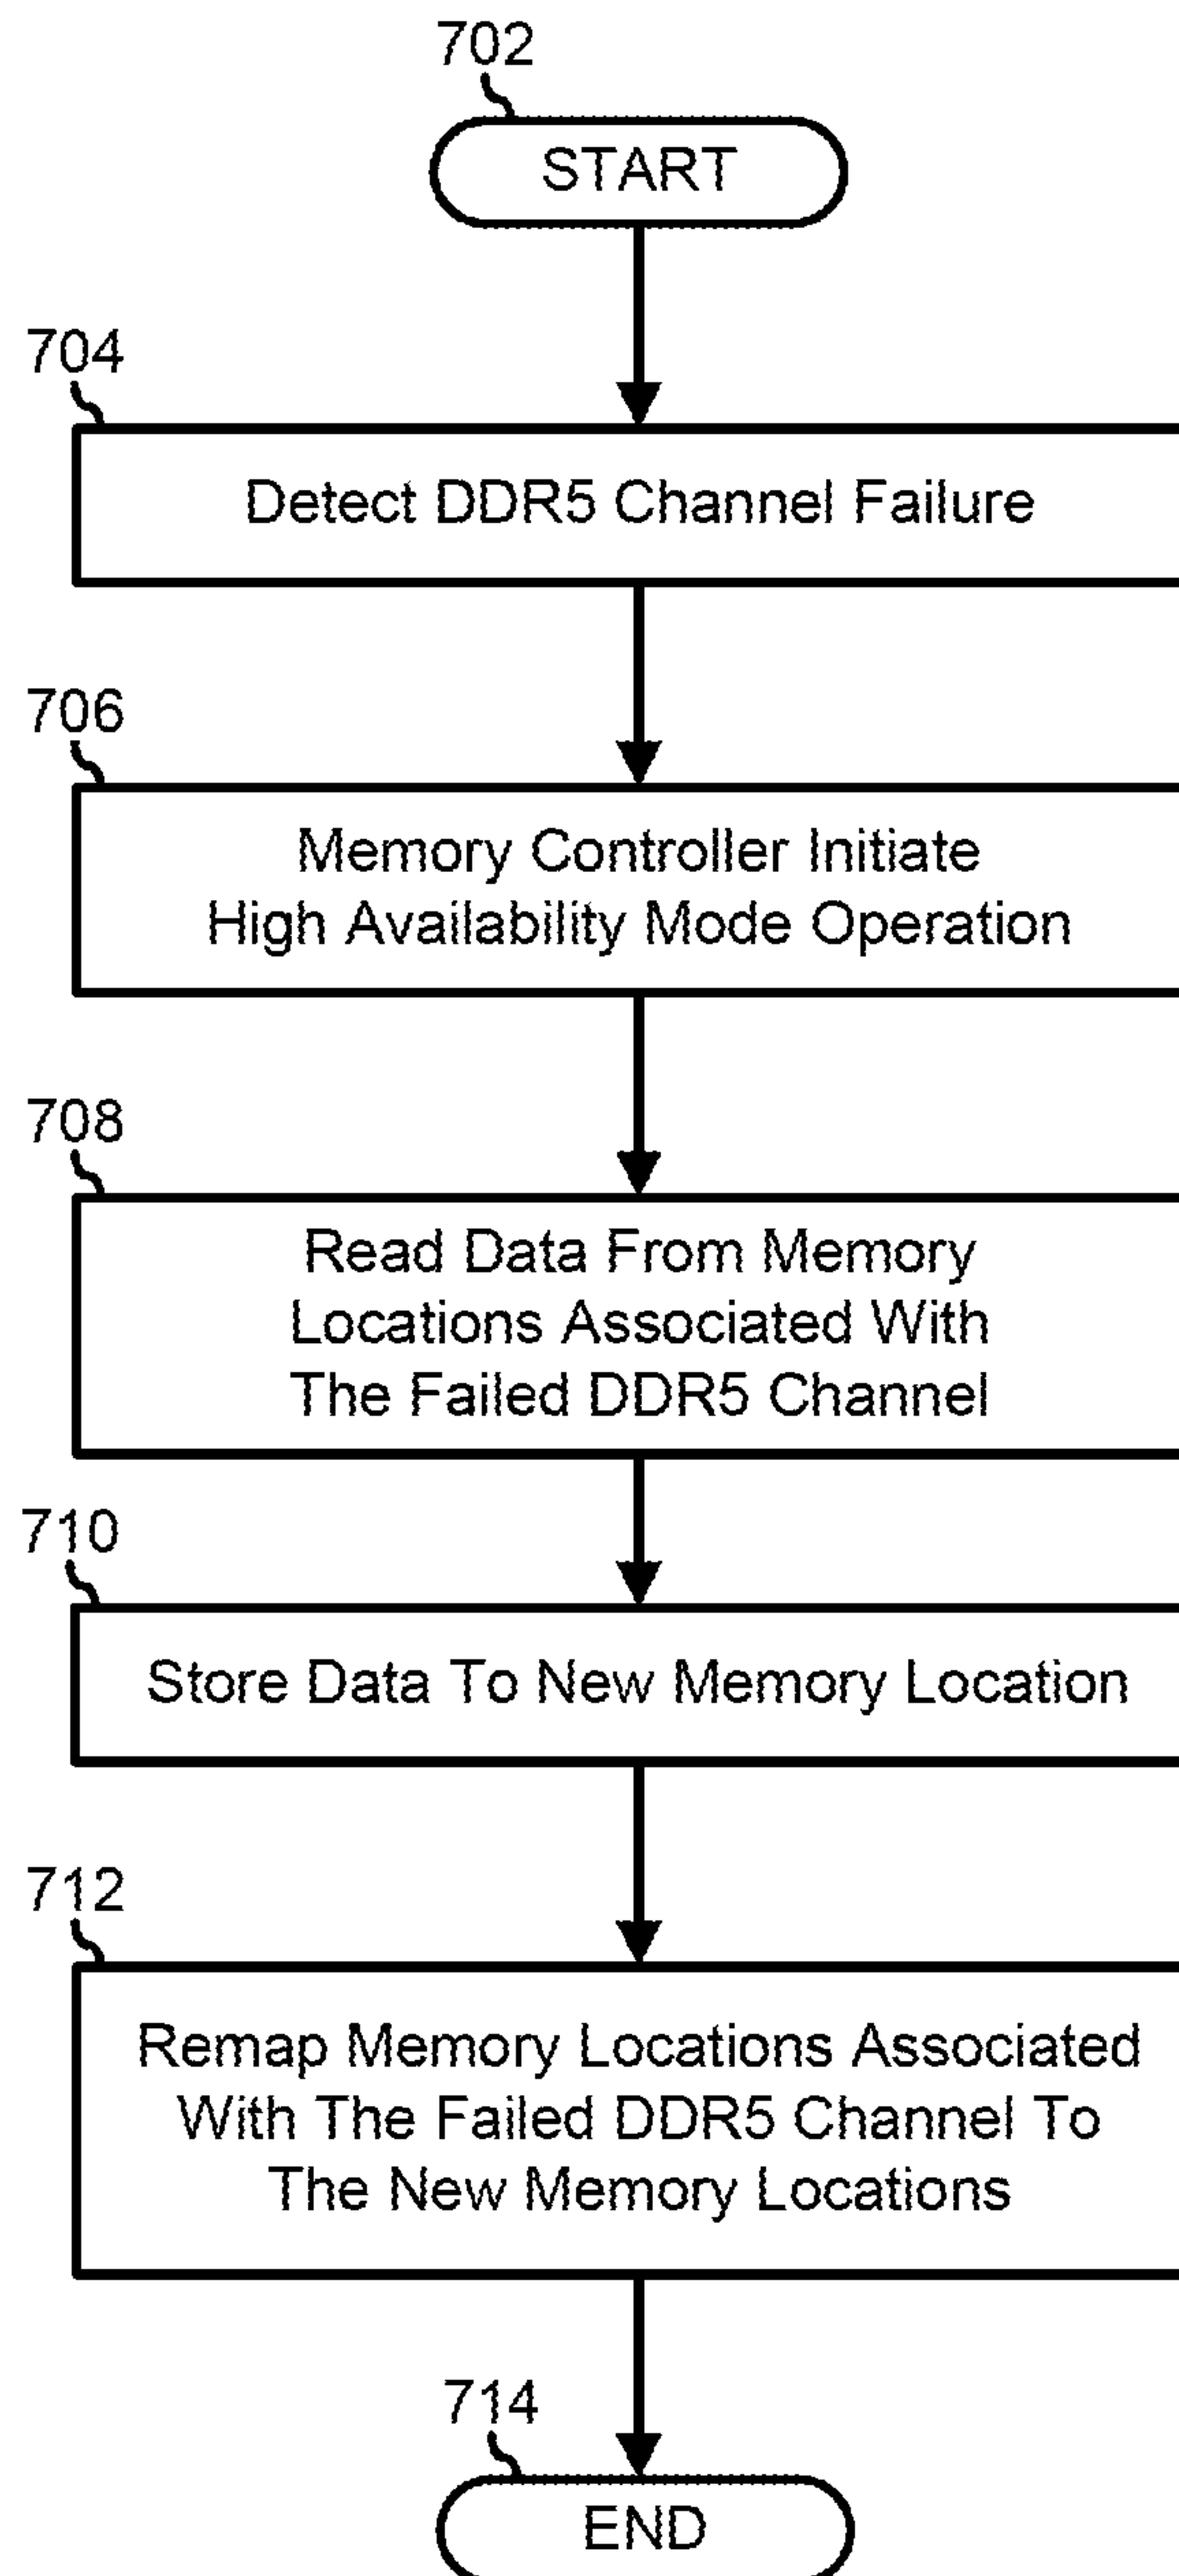 702
START
704
Detect DDR5 Channel Failure
706
Memory Controller Initiate
High Availability Mode Operation
708
Read Data From Memory
Locations Associated With
The Failed DDR5 Channel
710
Store Data To New Memory Location
712
Remap Memory Locations Associated
With The Failed DDR5 Channel To
The New Memory Locations
714
END